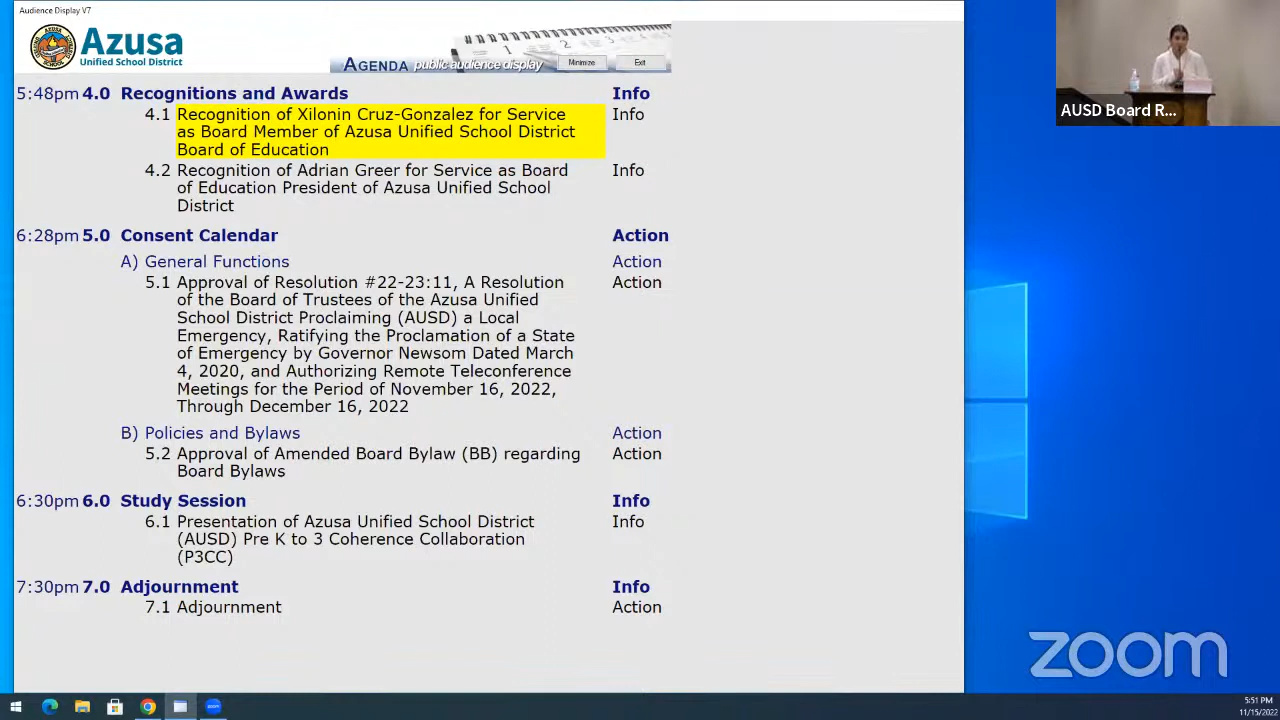 Audience Display V7
Azusa
Unified School District
AGENDA public audience display
Minimize
Exit
5:48pm 4.0 Recognitions and Awards Info
4.1 Recognition of Xilonin Cruz-Gonzalez for Service Info
as Board Member of Azusa Unified School District
Board of Education
4.2 Recognition of Adrian Greer for Service as Board Info
of Education President of Azusa Unified School
District
6:28pm 5.0 Consent Calendar Action
A) General Functions Action
5.1 Approval of Resolution #22-23:11, A Resolution Action
of the Board of Trustees of the Azusa Unified
School District Proclaiming (AUSD) a Local
Emergency, Ratifying the Proclamation of a State
of Emergency by Governor Newsom Dated March
4, 2020, and Authorizing Remote Teleconference
Meetings for the Period of November 16, 2022,
Through December 16, 2022
B) Policies and Bylaws Action
5.2 Approval of Amended Board Bylaw (BB) regarding Action
Board Bylaws
6:30pm 6.0 Study Session Info
6.1 Presentation of Azusa Unified School District Info
(AUSD) Pre K to 3 Coherence Collaboration
(P3CC)
7:30pm 7.0 Adjournment Info
7.1 Adjournment Action
AUSD Board R...
zoom
5:51 PM
11/15/2022